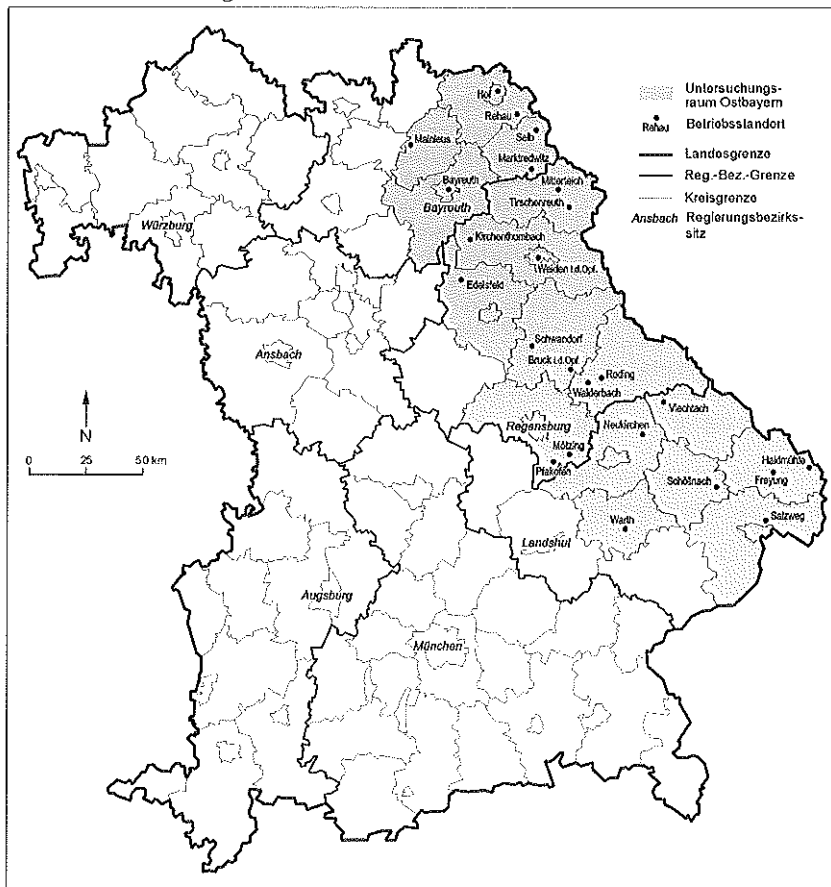 Hof
Rehau
Selb
Mainleus
Marktredwitz
Bayreuth
Bayreuth
Mitterteich
Tirschenreuth
Würzburg
Kirchenthumbach
Weiden i.d.Opf.
Edelsfeld
Ansbach
Schwandorf
Bruck i.d.Opf.
Roding
Walderbach
Viechtach
Regensburg
Neukirchen
Mötzing
Pfakofen
Haidmühle
Freyung
Schöfnach
Salzweg
Warth
Landshut
Augsburg
München
N
0 25 50 km
Untersuchungs-
raum Ostbayern
Rehau Betriebsstandort
Landesgrenze
Reg.-Bez.-Grenze
Kreisgrenze
Ansbach Regierungsbezirks-
sitz